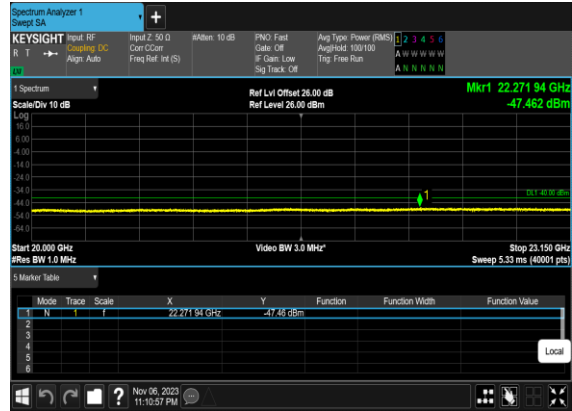 Spectrum Analyzer 1
Swept SA
+
KEYSIGHT Input: RF Input Z: 50 Ω #Atten: 10 dB PNO: Fast Avg Type: Power (RMS) 1 2 3 4 5 6
R T Coupling: DC Corr CCorr Gate: Off Avg|Hold: 100/100 A W W W W W
Align: Auto Freq Ref: Int (S) IF Gain: Low Trig: Free Run
Sig Track: Off A N N N N N
1 Spectrum Ref Lvl Offset 26.00 dB Mkr1 22.271 94 GHz
Scale/Div 10 dB Ref Level 26.00 dBm -47.462 dBm
Log
16.0
6.00
-4.00
-14.0
-24.0
-34.0 DL1 -40.00 dBm
1
-44.0
-54.0
-64.0
Start 20.000 GHz Video BW 3.0 MHz* Stop 23.150 GHz
#Res BW 1.0 MHz Sweep 5.33 ms (40001 pts)
5 Marker Table
Mode Trace Scale X Y Function Function Width Function Value
1 N 1 f 22.271 94 GHz -47.46 dBm
2
3
4
5
6
Local
? Nov 06, 2023
11:10:57 PM